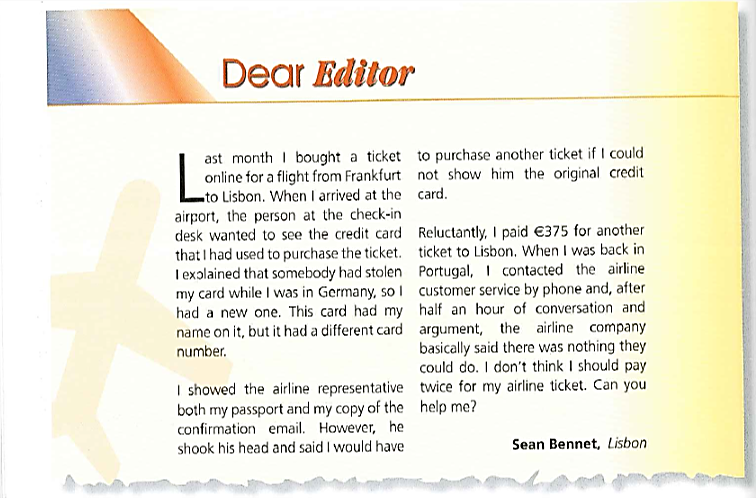 Dear Editor
Last month I bought a ticket
online for a flight from Frankfurt
to Lisbon. When I arrived at the
airport, the person at the check-in
desk wanted to see the credit card
that I had used to purchase the ticket.
I explained that somebody had stolen
my card while I was in Germany, so I
had a new one. This card had my
name on it, but it had a different card
number.
I showed the airline representative
both my passport and my copy of the
confirmation email. However, he
shook his head and said I would have
to purchase another ticket if I could
not show him the original credit
card.
Reluctantly, I paid €375 for another
ticket to Lisbon. When I was back in
Portugal, I contacted the airline
customer service by phone and, after
half an hour of conversation and
argument, the airline company
basically said there was nothing they
could do. I don't think I should pay
twice for my airline ticket. Can you
help me?
Sean Bennet, Lisbon